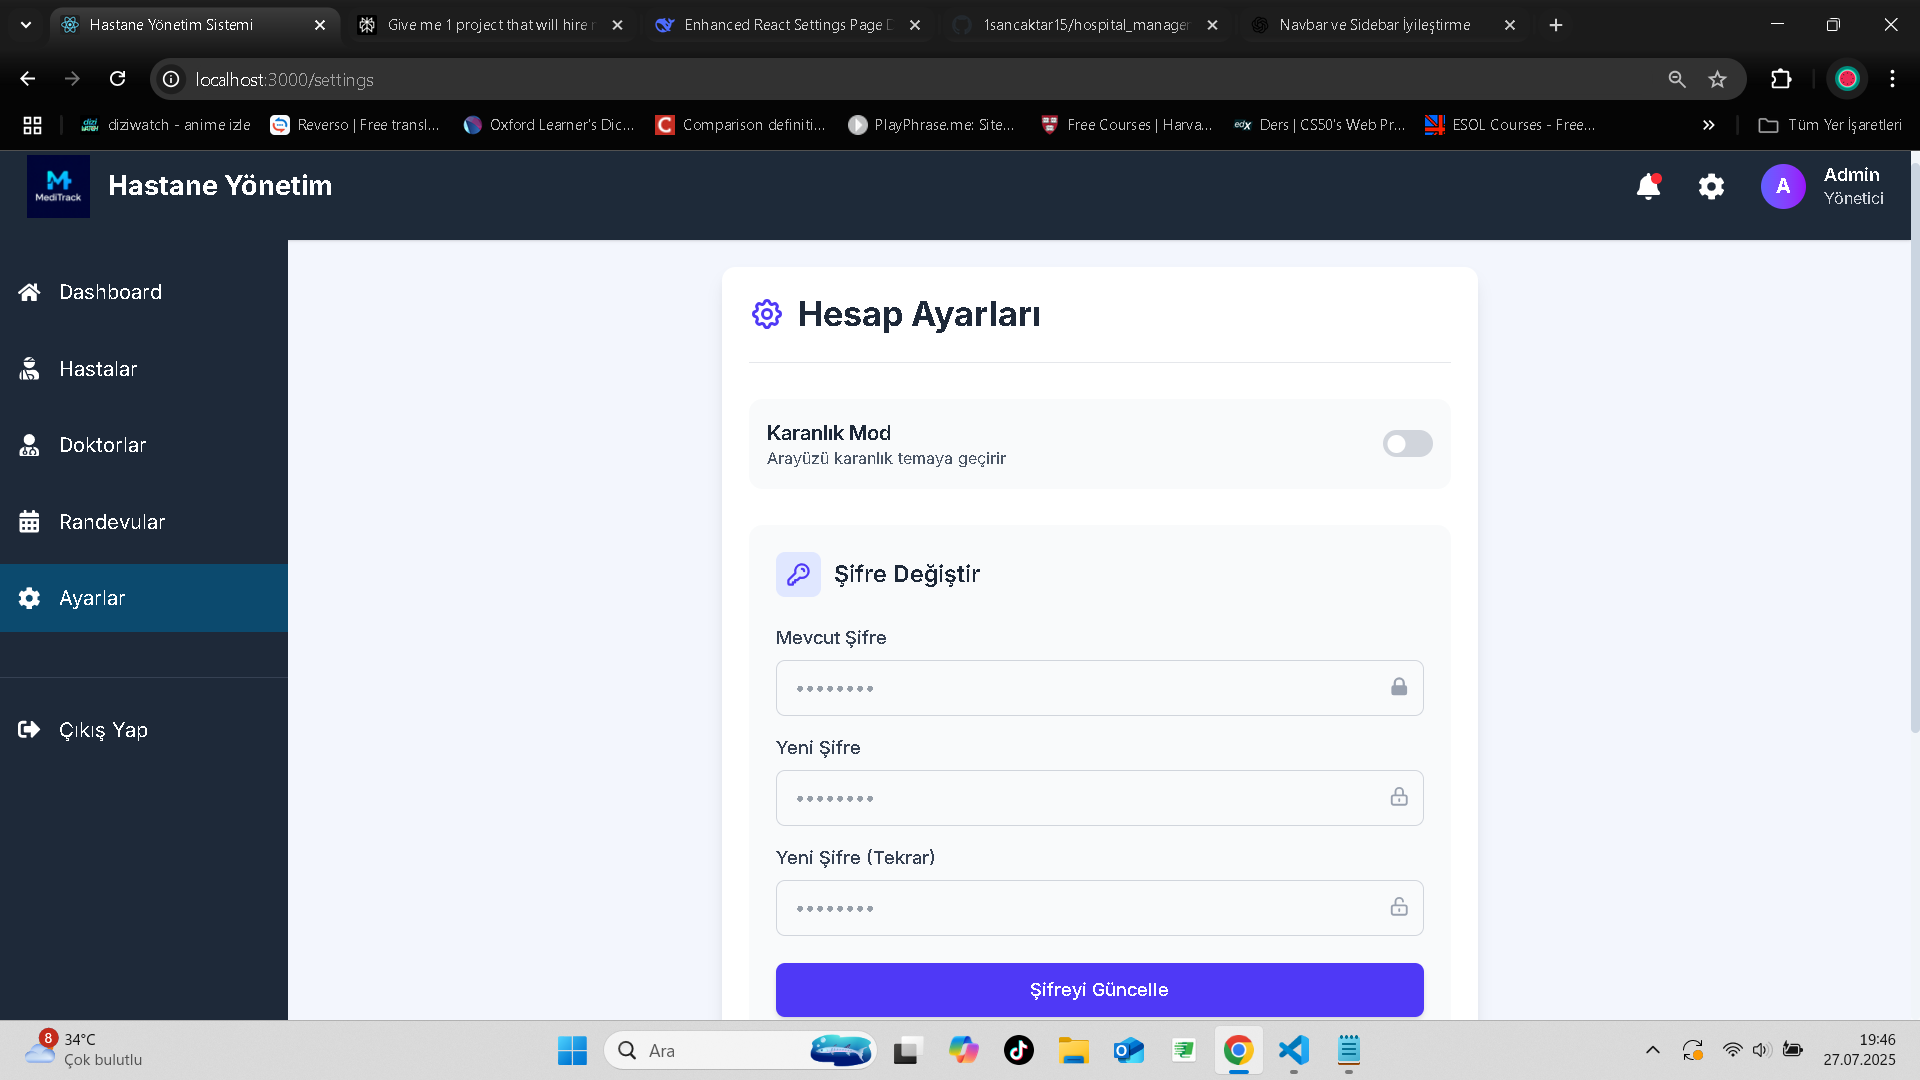 Hastane Yönetim Sistemi
Give me 1 project that will hire
Enhanced React Settings Page
1sancaktar15/hospital_manager
Navbar ve Sidebar İyileştirme
localhost:3000/settings
diziwatch - anime izle
Reverso | Free transl...
Oxford Learner's Dic...
Comparison definiti...
PlayPhrase.me: Site...
Free Courses | Harva...
edx
Ders | CS50's Web Pr...
ESOL Courses - Free...
Tüm Yer İşaretleri
MediTrack
Hastane Yönetim
A
Admin
Yönetici
Dashboard
Hastalar
Doktorlar
Randevular
Ayarlar
Çıkış Yap
Hesap Ayarları
Karanlık Mod
Arayüzü karanlık temaya geçirir
Şifre Değiştir
Mevcut Şifre
••••••••
Yeni Şifre
••••••••
Yeni Şifre (Tekrar)
••••••••
Şifreyi Güncelle
8
34°C
Çok bulutlu
Ara
19:46
27.07.2025